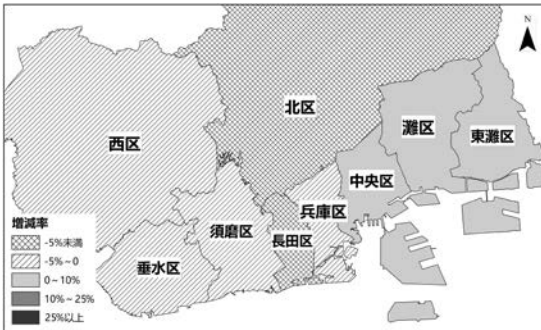 N
北区
西区
灘区
東灘区
中央区
兵庫区
須磨区
長田区
垂水区
増減率
-5%未満
-5%～0
0～10%
10%～25%
25%以上